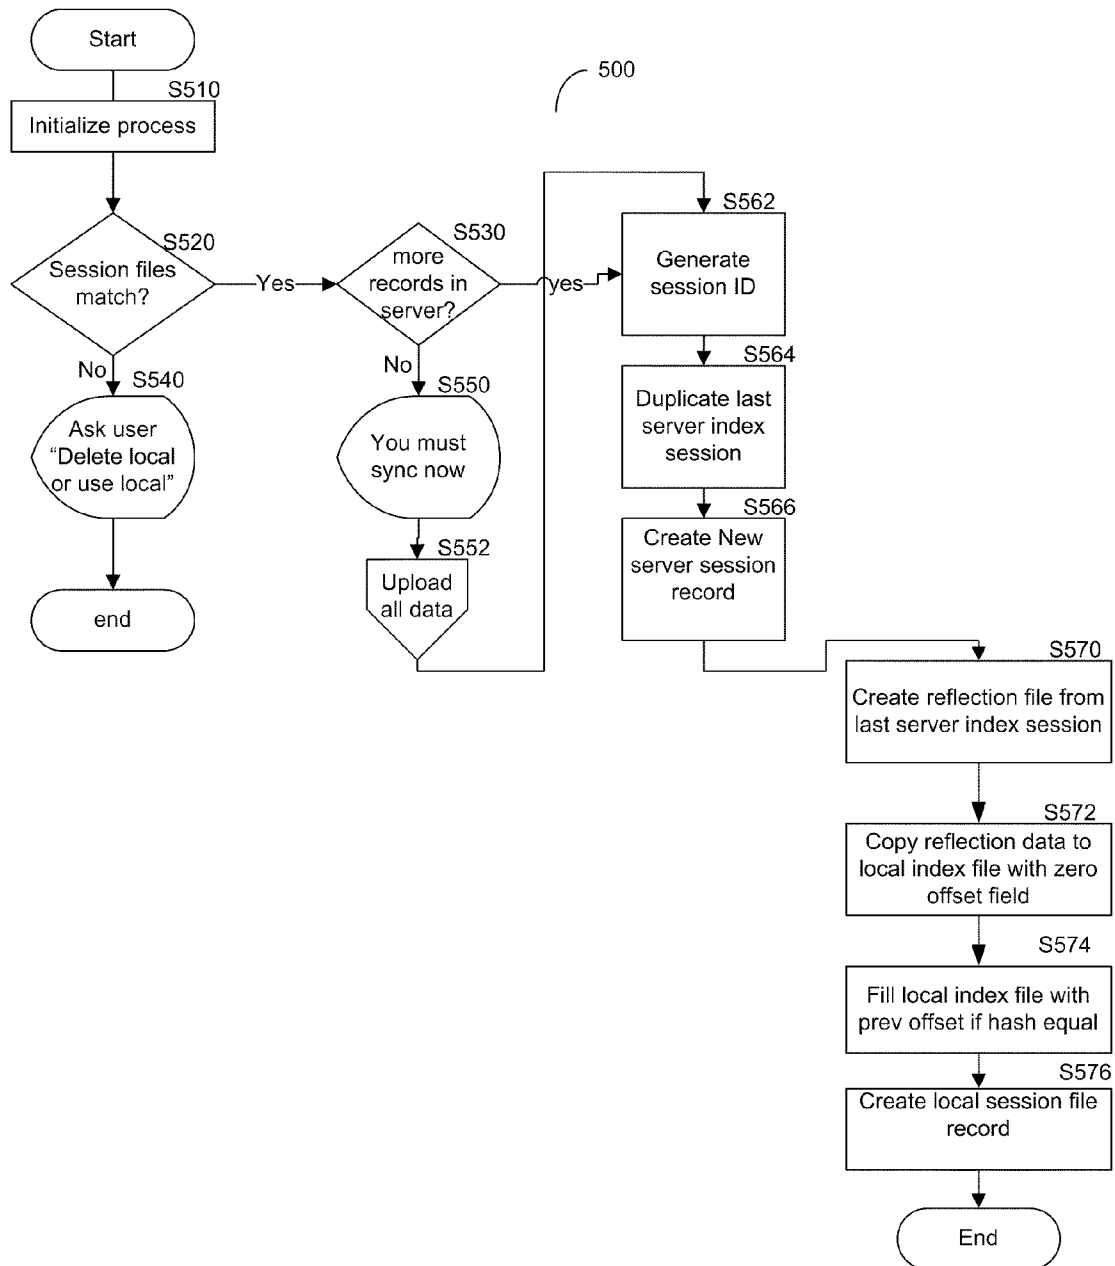 Start
S510
Initialize process
500
S520
Session files
match?
Yes
S530
more
records in
server?
yes
S562
Generate
session ID
No
S540
Ask user
“Delete local
or use local”
end
No
S550
You must
sync now
S552
Upload
all data
S564
Duplicate last
server index
session
S566
Create New
server session
record
S570
Create reflection file from
last server index session
S572
Copy reflection data to
local index file with zero
offset field
S574
Fill local index file with
prev offset if hash equal
S576
Create local session file
record
End